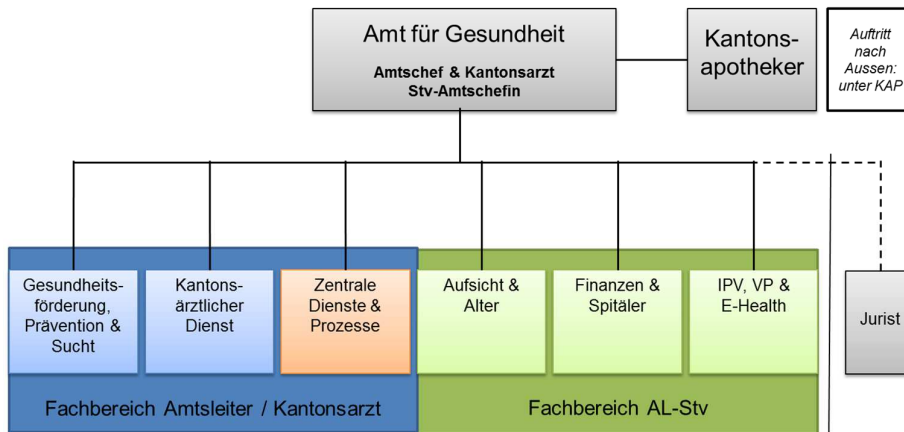 Amt für Gesundheit
Amtschef & Kantonsarzt
Stv-Amtschefin
Kantons-
apotheker
Auftritt
nach
Aussen:
unter KAP
Gesundheits-
förderung,
Prävention &
Sucht
Kantons-
ärztlicher
Dienst
Zentrale
Dienste &
Prozesse
Aufsicht &
Alter
Finanzen &
Spitäler
IPV, VP &
E-Health
Jurist
Fachbereich Amtsleiter / Kantonsarzt
Fachbereich AL-Stv